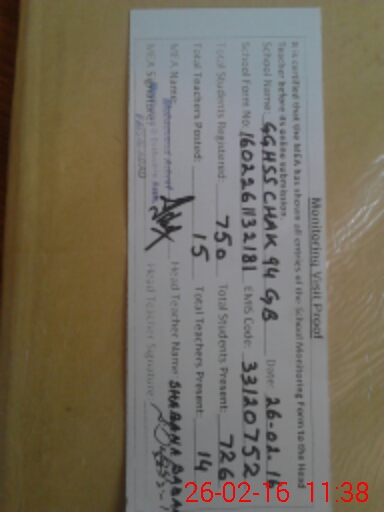 Monitoring Visit Proof
It is certified that the MEA has shown all entries of the School Monitoring Form to the Head
Teacher before its online submission.
School Name: GGHSS CHAK 94 GB Date: 26-02-16
School Form No: 160226113218 EMIS Code: 33120752
Total Students Registered: 750 Total Students Present: 726
Total Teachers Posted: 15 Total Teachers Present: 14
MEA Name: Head Teacher Name: SHABANA
MEA Signature: Head Teacher Signature:
26-02-16 11:38